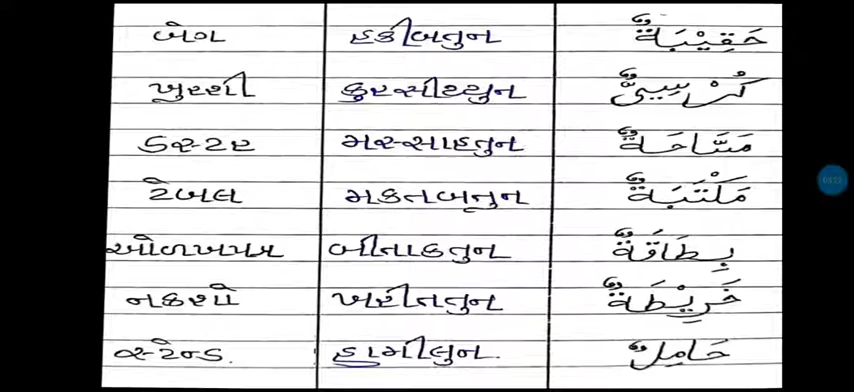 બેગ હકીબતુન حَقِيْبَةٌ
ખુરશી કુરસીય્યુન كُرْسِيٌّ
ડસ્ટર મસ્સાહતુન مَسَّاحَةٌ
ટેબલ મકતબતુન مَكْتَبَةٌ
ઓળખપત્ર બીતાકતુન بِطَاقَةٌ
નકશો ખરીતતુન خَرِيْطَةٌ
સ્ટેન્ડ. હામીલુન. حَامِلٌ